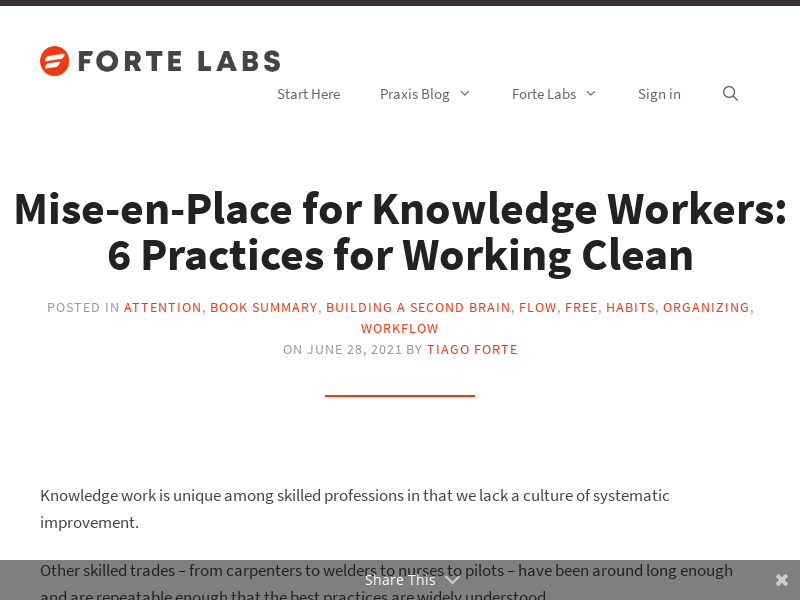 FORTE LABS
Start Here Praxis Blog Forte Labs Sign in
Mise-en-Place for Knowledge Workers:
6 Practices for Working Clean
POSTED IN ATTENTION, BOOK SUMMARY, BUILDING A SECOND BRAIN, FLOW, FREE, HABITS, ORGANIZING,
WORKFLOW
ON JUNE 28, 2021 BY TIAGO FORTE
Knowledge work is unique among skilled professions in that we lack a culture of systematic
improvement.
Other skilled trades – from carpenters to welders to nurses to pilots – have been around long enough
Share This
and are repeatable enough that the best practices are widely understood